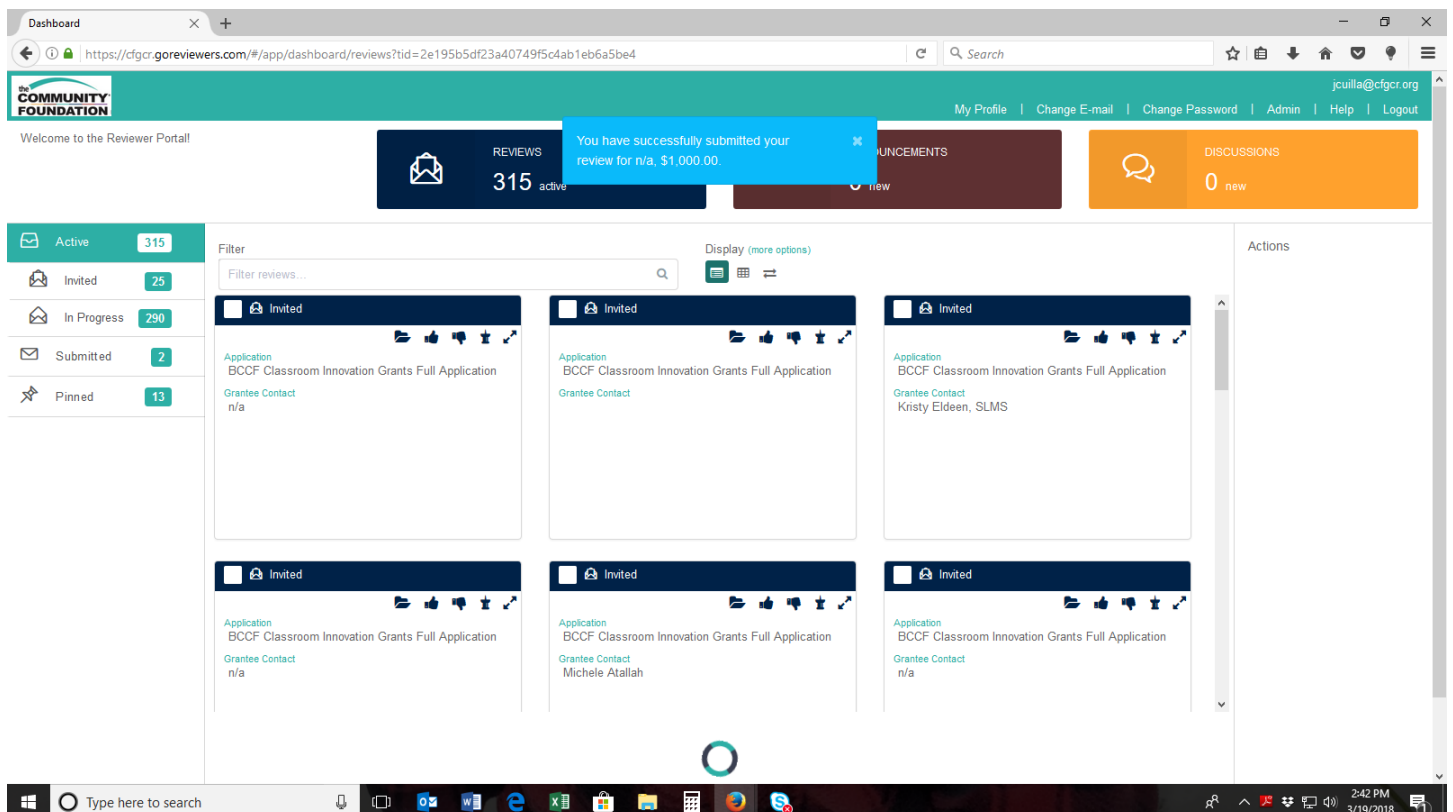 Dashboard
https://cfgcr.goreviewers.com/#/app/dashboard/reviews?tid=2e195b5df23a40749f5c4ab1eb6a5be4
Search
the
COMMUNITY
FOUNDATION
jcuilla@cfgcr.org
My Profile | Change E-mail | Change Password | Admin | Help | Logout
Welcome to the Reviewer Portal!
REVIEWS
315 active
You have successfully submitted your
review for n/a, $1,000.00.
UNCEMENTS
new
DISCUSSIONS
0 new
Active 315
Invited 25
In Progress 290
Submitted 2
Pinned 13
Filter
Filter reviews...
Display (more options)
Actions
Invited
Application
BCCF Classroom Innovation Grants Full Application
Grantee Contact
n/a
Invited
Application
BCCF Classroom Innovation Grants Full Application
Grantee Contact
Invited
Application
BCCF Classroom Innovation Grants Full Application
Grantee Contact
Kristy Eldeen, SLMS
Invited
Application
BCCF Classroom Innovation Grants Full Application
Grantee Contact
n/a
Invited
Application
BCCF Classroom Innovation Grants Full Application
Grantee Contact
Michele Atallah
Invited
Application
BCCF Classroom Innovation Grants Full Application
Grantee Contact
n/a
Type here to search
2:42 PM
3/19/2018